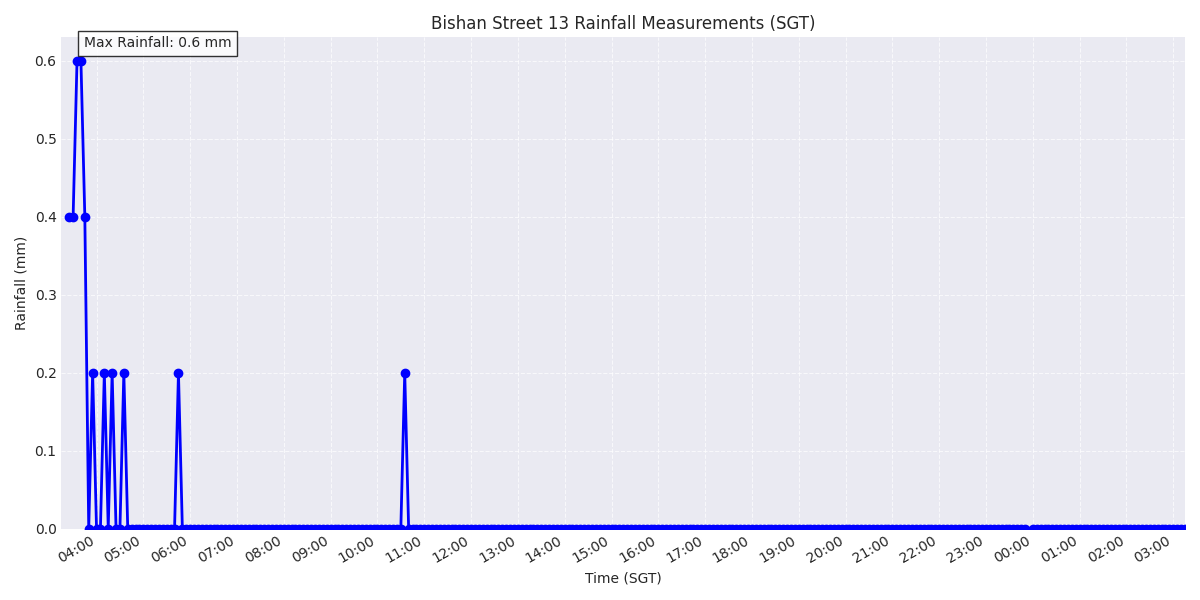 Bishan Street 13 Rainfall Measurements (SGT)
Max Rainfall: 0.6 mm
0.6
0.5
0.4
0.3
0.2
0.1
0.0
Rainfall (mm)
04:00 05:00 06:00 07:00 08:00 09:00 10:00 11:00 12:00 13:00 14:00 15:00 16:00 17:00 18:00 19:00 20:00 21:00 22:00 23:00 00:00 01:00 02:00 03:00
Time (SGT)